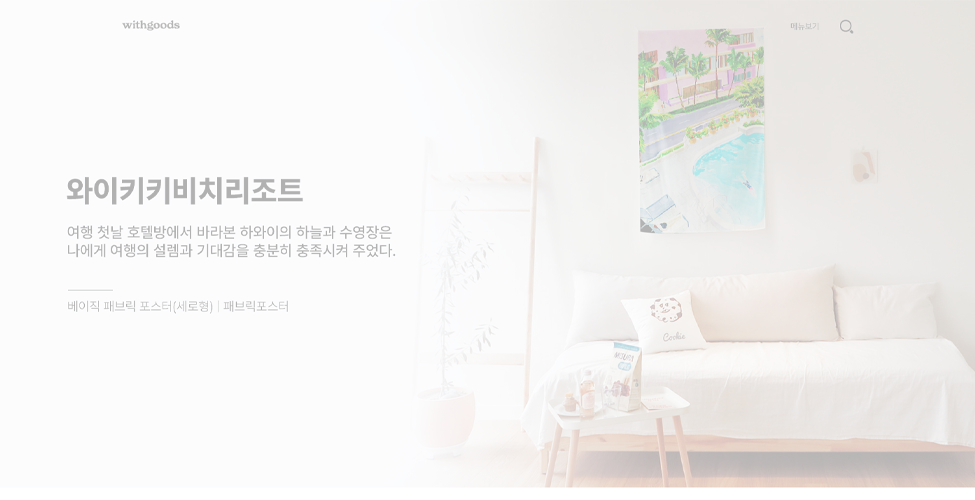 withgoods
메뉴보기
와이키키비치리조트
여행 첫날 호텔방에서 바라본 하와이의 하늘과 수영장은
나에게 여행의 설렘과 기대감을 충분히 충족시켜 주었다.
베이직 패브릭 포스터(세로형) | 패브릭포스터
Cookie